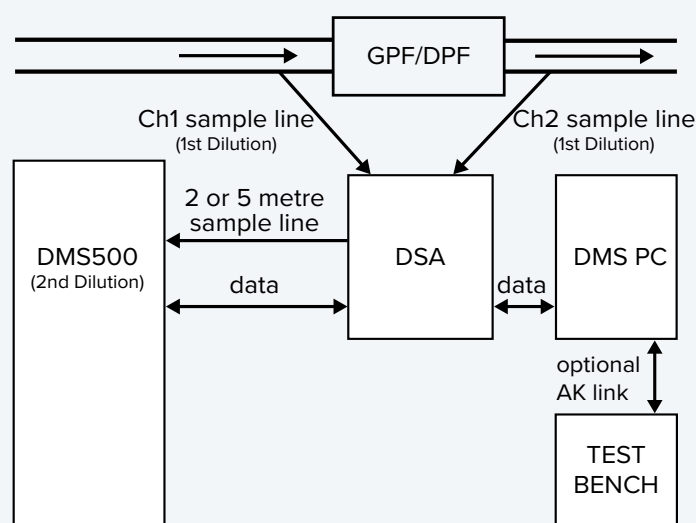 GPF/DPF
Ch1 sample line
(1st Dilution)
Ch2 sample line
(1st Dilution)
2 or 5 metre
sample line
DMS500
(2nd Dilution)
DSA
DMS PC
data
data
optional
AK link
TEST
BENCH